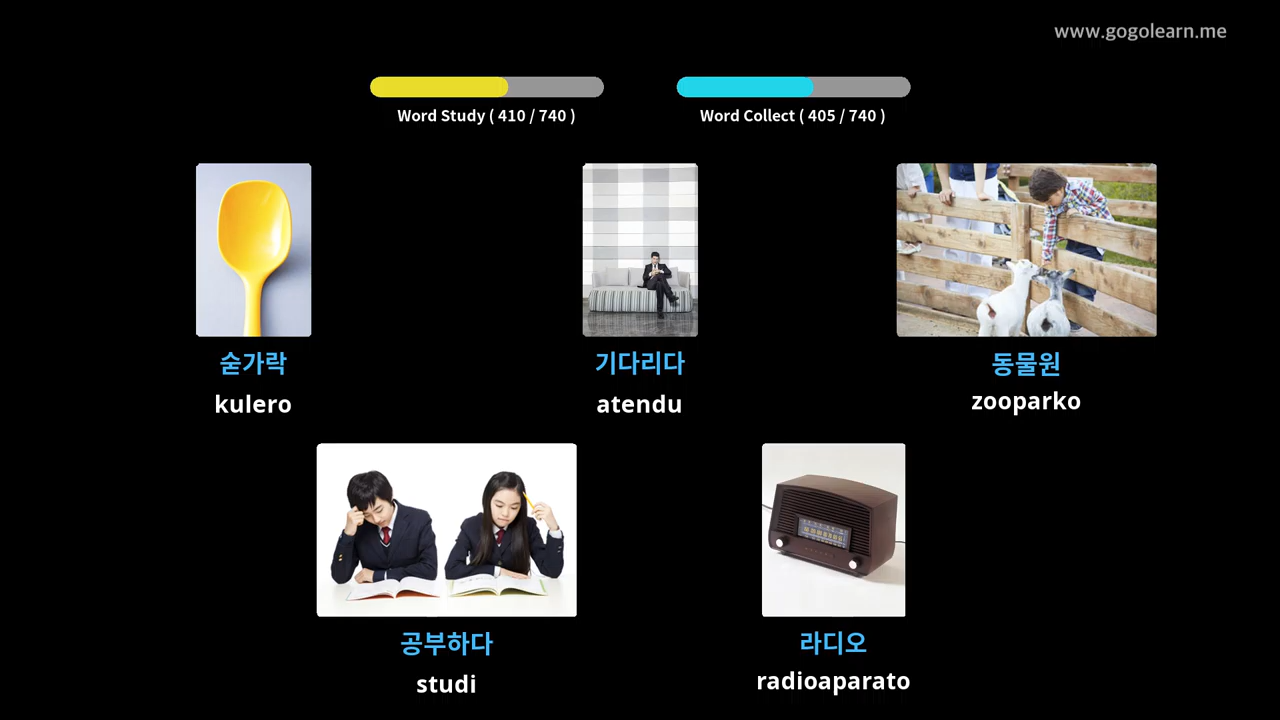 www.gogolearn.me
Word Study ( 410 / 740 )
Word Collect ( 405 / 740 )
숟가락
kulero
기다리다
atendu
동물원
zooparko
공부하다
studi
라디오
radioaparato